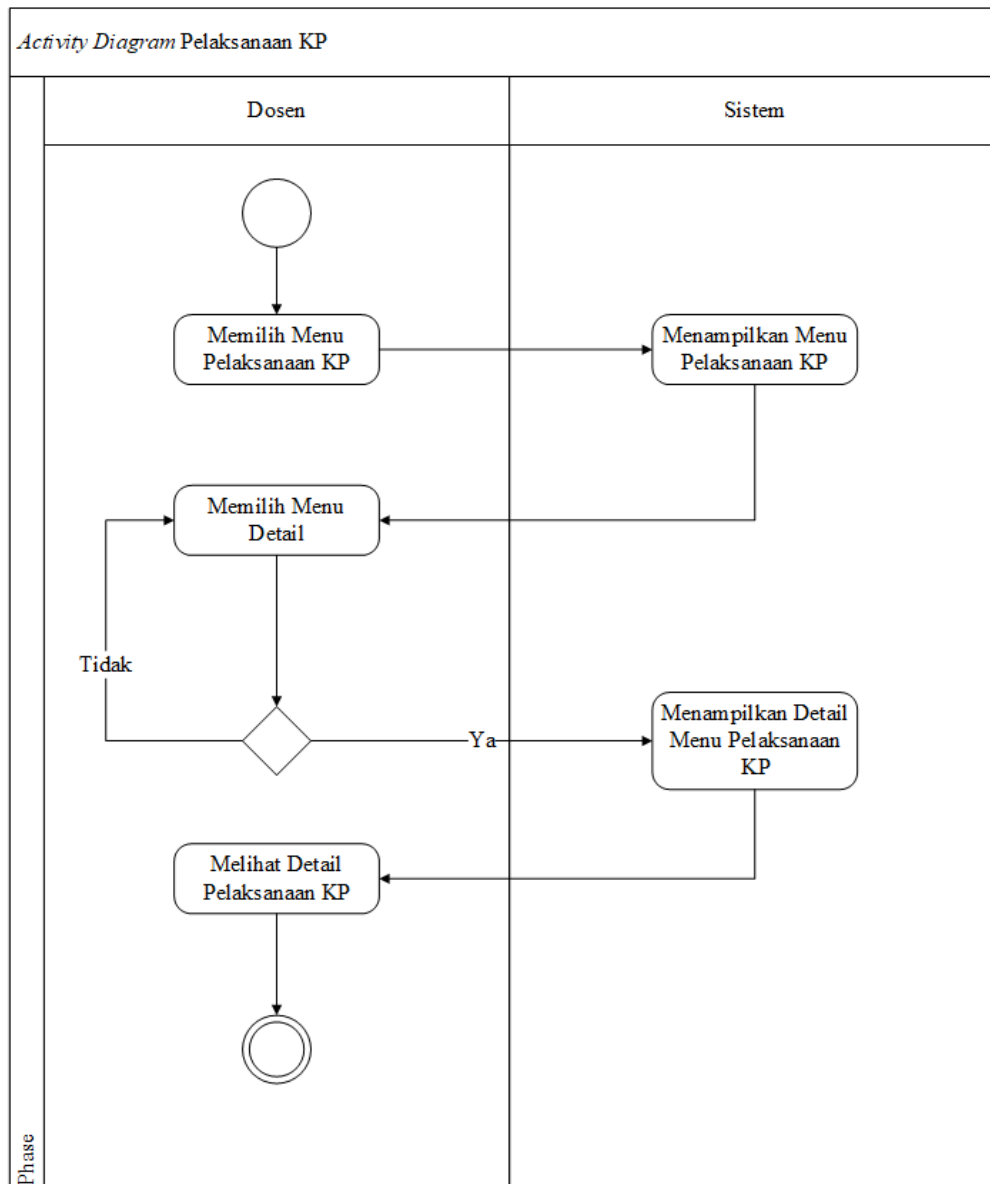 Activity Diagram Pelaksanaan KP
Dosen
Sistem
Memilih Menu
Pelaksanaan KP
Menampilkan Menu
Pelaksanaan KP
Memilih Menu
Detail
Tidak
Ya
Menampilkan Detail
Menu Pelaksanaan
KP
Melihat Detail
Pelaksanaan KP
Phase